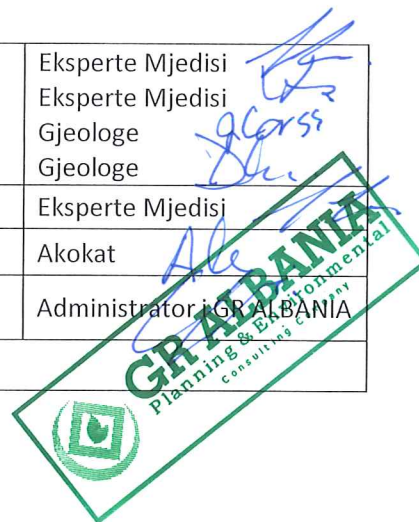 Eksperte Mjedisi
Eksperte Mjedisi
Gjeologe
Gjeologe
Eksperte Mjedisi
Akokat
Administrator i GR ALBANIA
GR ALBANIA
Planning & Environmental
Consulting Company